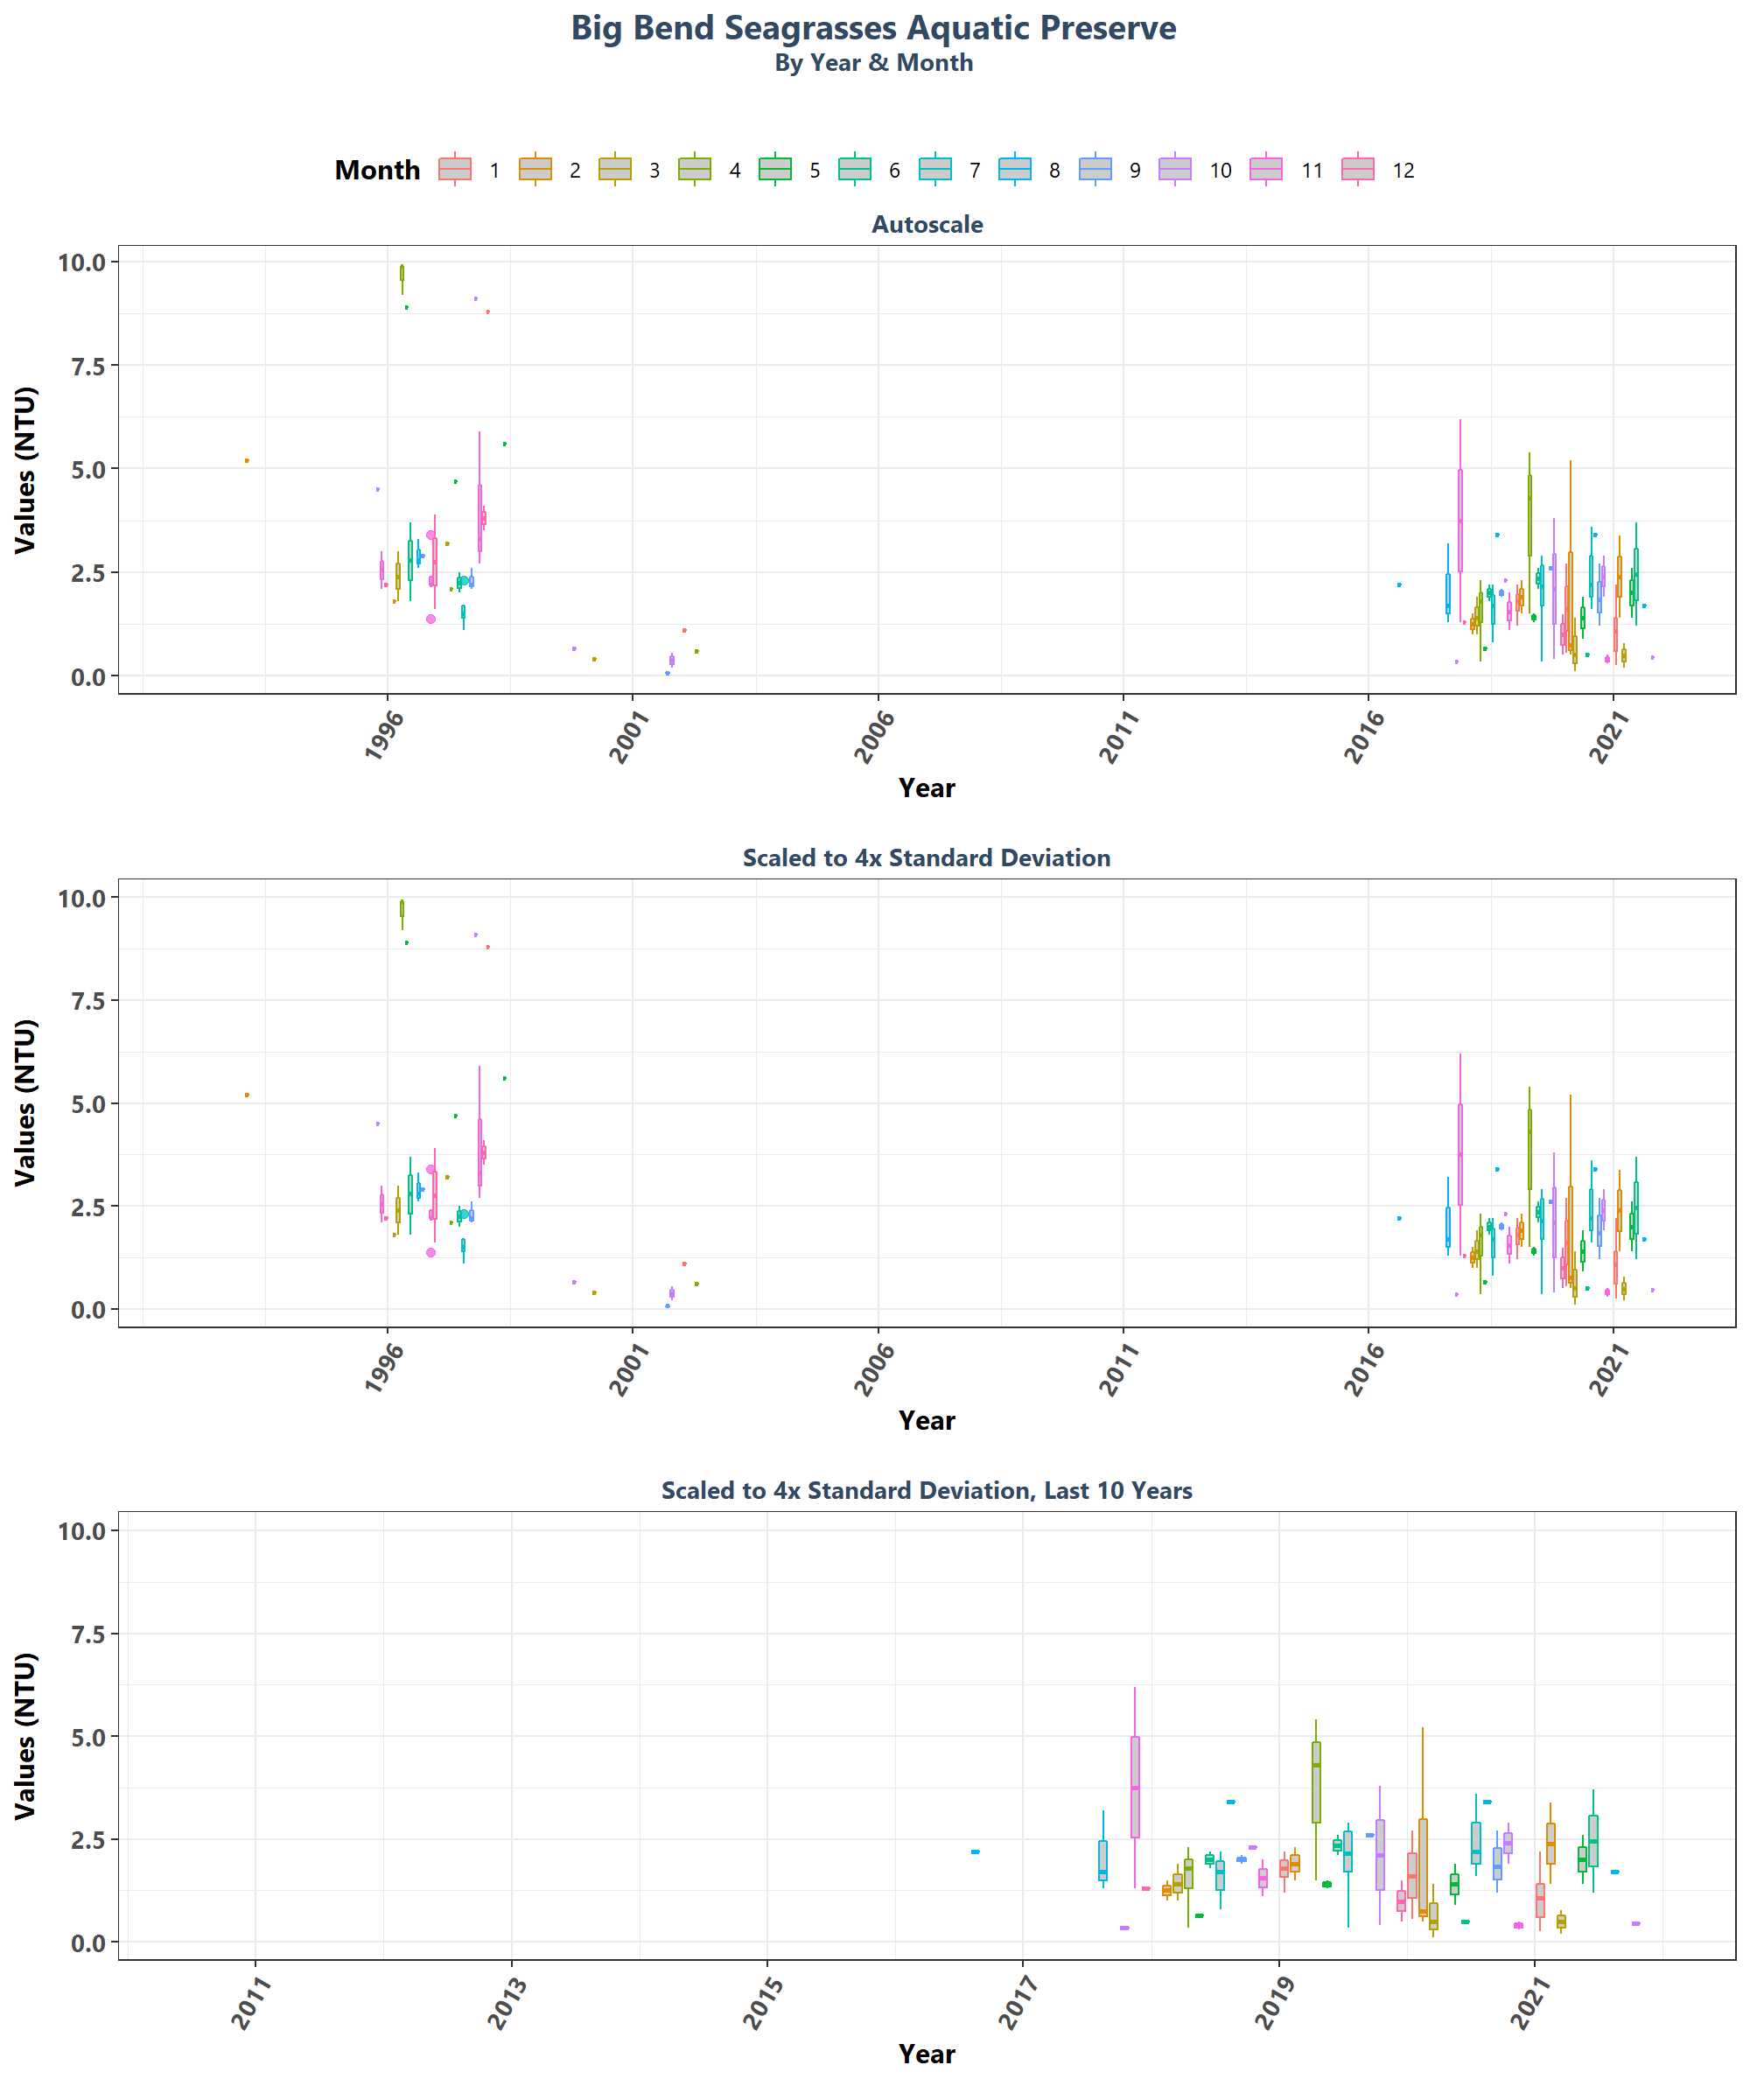 Big Bend Seagrasses Aquatic Preserve
By Year & Month
Month 1 2 3 4 5 6 7 8 9 10 11 12
Autoscale
10.0
7.5
5.0
2.5
0.0
Values (NTU)
1996 2001 2006 2011 2016 2021
Year
Scaled to 4x Standard Deviation
10.0
7.5
5.0
2.5
0.0
Values (NTU)
1996 2001 2006 2011 2016 2021
Year
Scaled to 4x Standard Deviation, Last 10 Years
10.0
7.5
5.0
2.5
0.0
Values (NTU)
2011 2013 2015 2017 2019 2021
Year